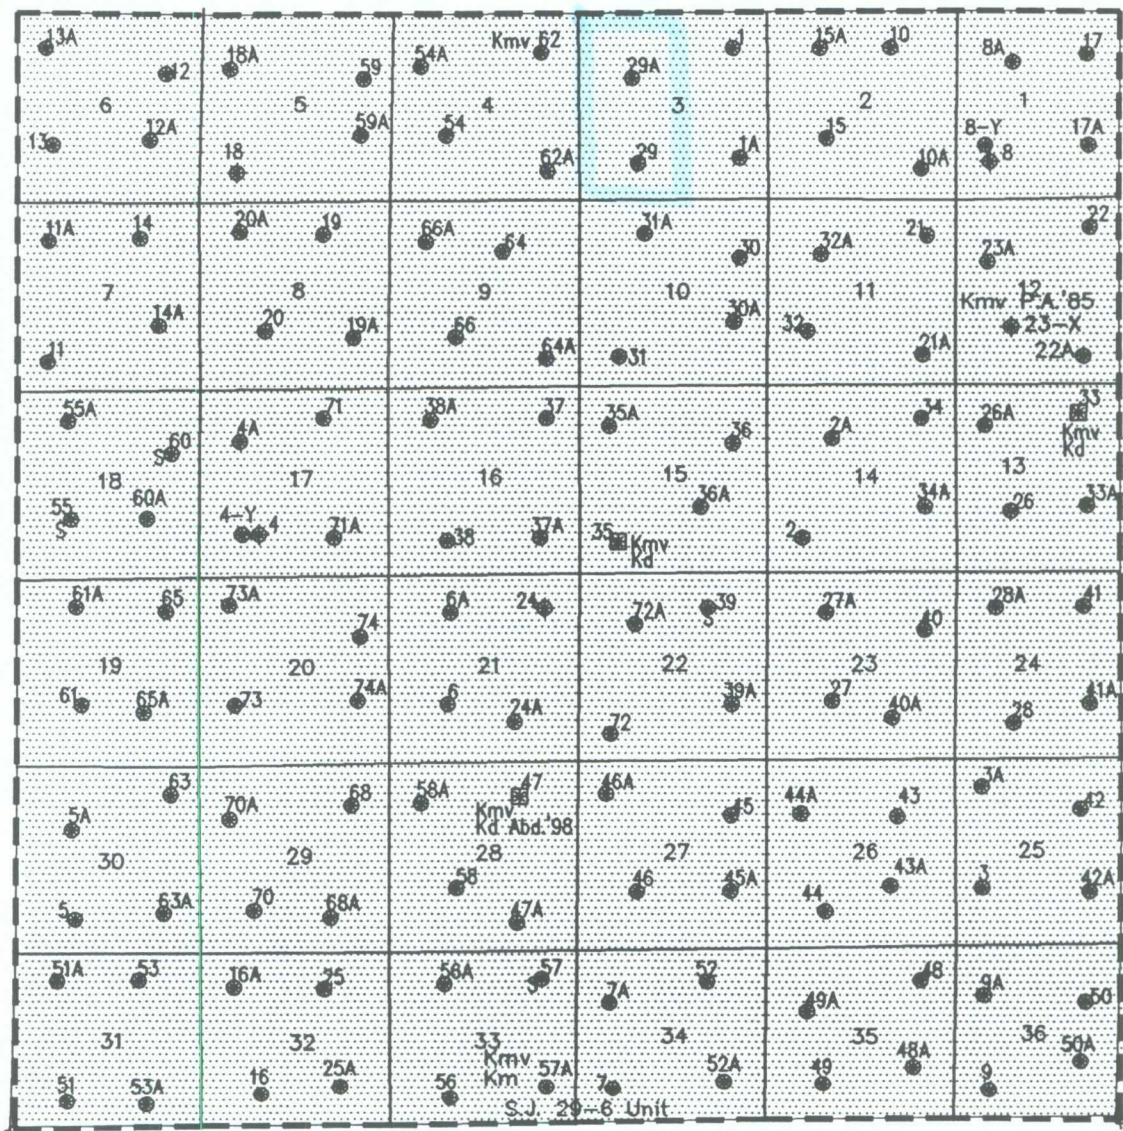 13A
12
6
13
12A
18A
59
5
59A
18
54A
Kmv 62
4
54
62A
29A
1
3
29
1A
15A
10
2
15
10A
8A
17
1
8-Y
17A
8
11A
14
7
14A
11
20A
19
8
20
19A
66A
64
9
66
64A
31A
30
10
30A
31
32A
21
11
32
21A
22
23A
12
Kmv P.A.'85
23-X
22A
55A
60
S
18
55
60A
S
4A
71
17
4-Y
4
71A
38A
37
16
38
37A
35A
36
15
36A
35
Kmv
Kd
2A
34
14
34A
2
26A
33
Kmv
Kd
13
26
33A
61A
65
19
61
65A
73A
74
20
73
74A
6A
24
21
6
24A
72A
39
S
22
39A
72
27A
40
23
27
40A
28A
41
24
28
41A
63
5A
30
5
63A
70A
68
29
70
68A
58A
47
Kmv
Kd Abd.'98
28
58
47A
46A
45
27
46
45A
44A
43
26
43A
44
3A
42
25
3
42A
51A
53
31
51
53A
16A
25
32
16
25A
56A
57
S
33
Kmv
Km
56
57A
7A
52
34
7
52A
S.J. 29-6 Unit
49A
48
35
49
48A
9A
50
36
50A
9